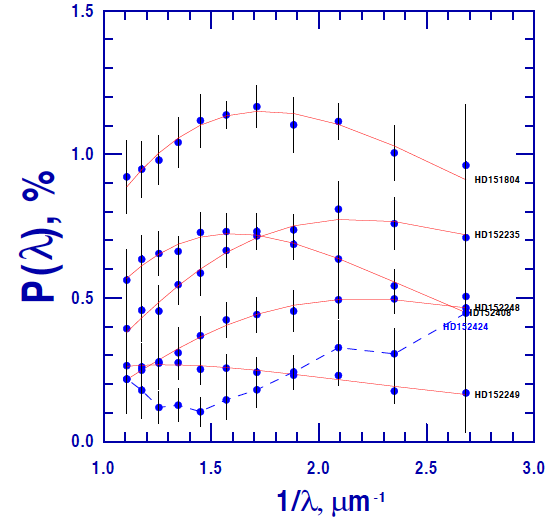 1.5
1.0
0.5
0.0
P(λ), %
HD151804
HD152235
HD152248
HD152408
HD152424
HD152249
1.0 1.5 2.0 2.5 3.0
1/λ, μm⁻¹